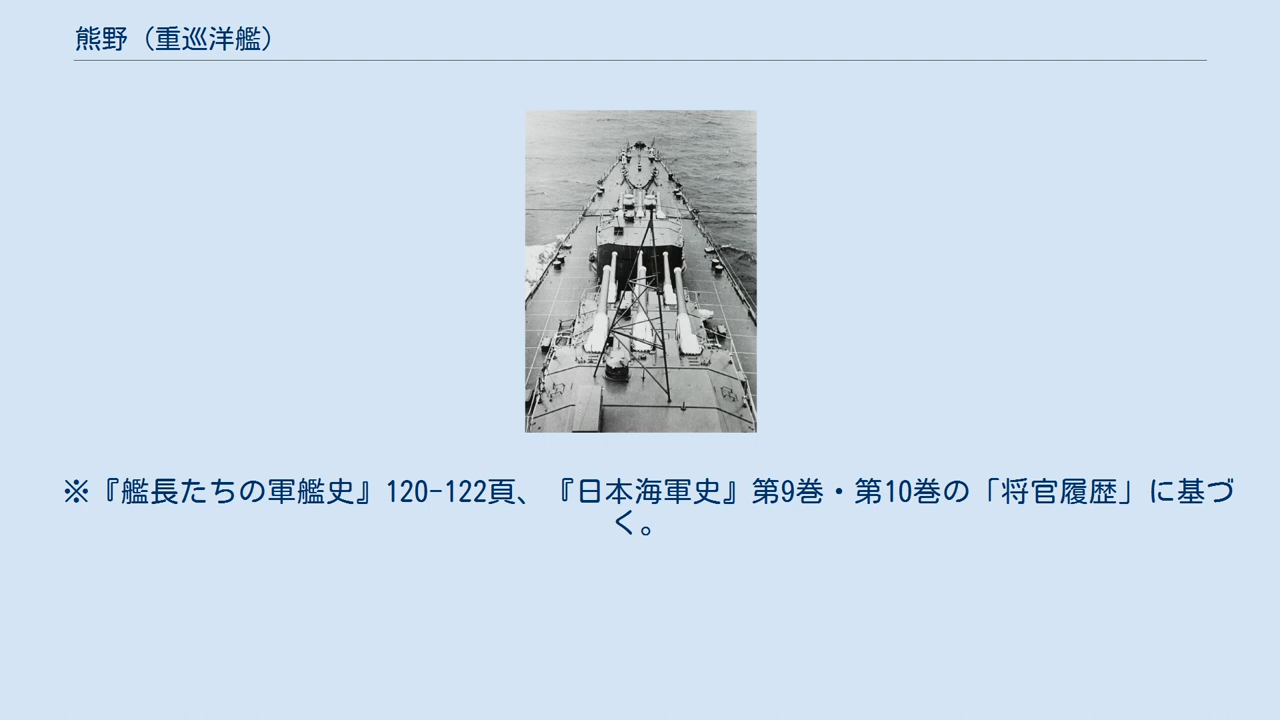 熊野（重巡洋艦）
※『艦長たちの軍艦史』120-122頁、『日本海軍史』第9巻・第10巻の「将官履歴」に基づ
く。